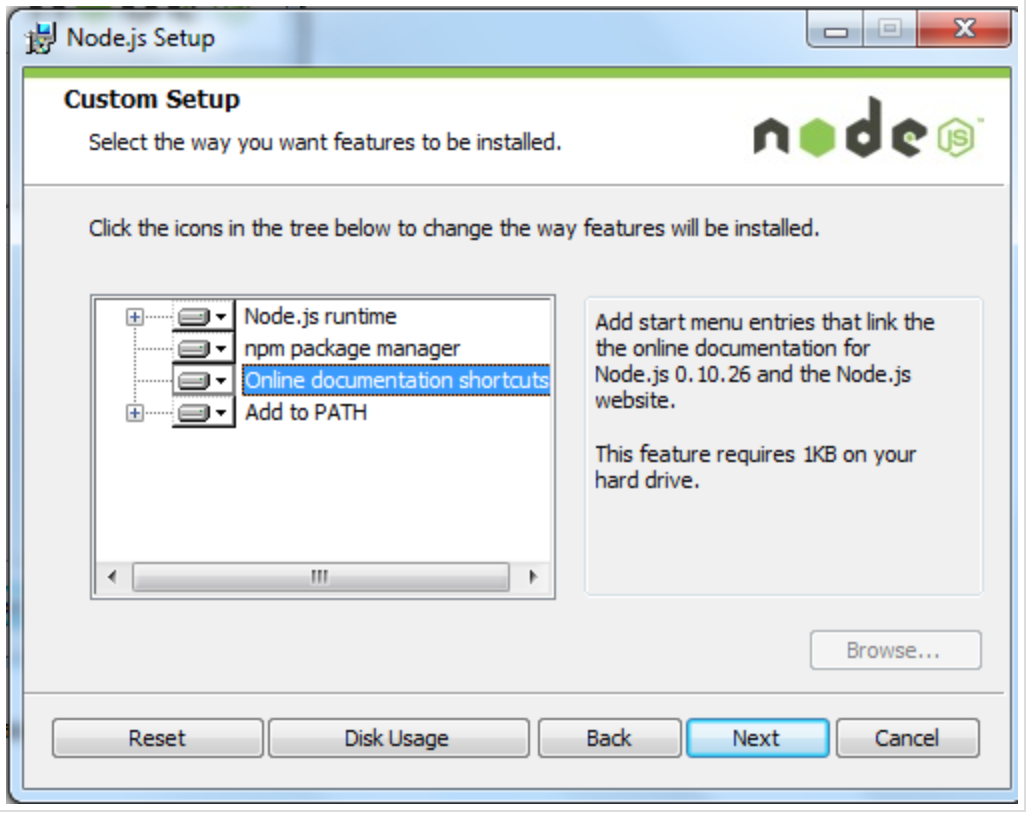 Node.js Setup
Custom Setup
Select the way you want features to be installed.
node JS ™
Click the icons in the tree below to change the way features will be installed.
Node.js runtime
npm package manager
Online documentation shortcuts
Add to PATH
Add start menu entries that link the
the online documentation for
Node.js 0.10.26 and the Node.js
website.
This feature requires 1KB on your
hard drive.
Browse...
Reset
Disk Usage
Back
Next
Cancel